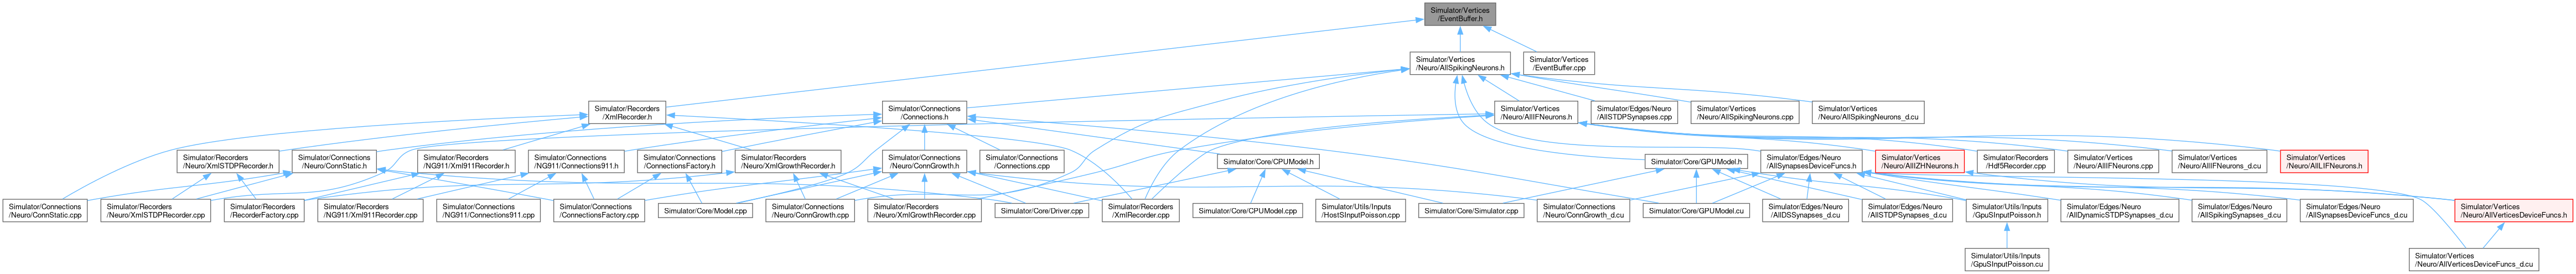 Simulator/Vertices
/EventBuffer.h
Simulator/Vertices
/Neuro/AllSpikingNeurons.h
Simulator/Vertices
/EventBuffer.cpp
Simulator/Recorders
/XmlRecorder.h
Simulator/Connections
/Connections.h
Simulator/Vertices
/Neuro/AllIFNeurons.h
Simulator/Edges/Neuro
/AllSTDPSynapses.cpp
Simulator/Vertices
/Neuro/AllSpikingNeurons.cpp
Simulator/Vertices
/Neuro/AllSpikingNeurons_d.cu
Simulator/Recorders
/Neuro/XmlSTDPRecorder.h
Simulator/Connections
/Neuro/ConnStatic.h
Simulator/Recorders
/NG911/Xml911Recorder.h
Simulator/Connections
/NG911/Connections911.h
Simulator/Connections
/ConnectionsFactory.h
Simulator/Recorders
/Neuro/XmlGrowthRecorder.h
Simulator/Connections
/Neuro/ConnGrowth.h
Simulator/Connections
/Connections.cpp
Simulator/Core/CPUModel.h
Simulator/Core/GPUModel.h
Simulator/Edges/Neuro
/AllSynapsesDeviceFuncs.h
Simulator/Vertices
/Neuro/AllIZHNeurons.h
Simulator/Recorders
/Hdf5Recorder.cpp
Simulator/Vertices
/Neuro/AllIFNeurons.cpp
Simulator/Vertices
/Neuro/AllIFNeurons_d.cu
Simulator/Vertices
/Neuro/AllLIFNeurons.h
Simulator/Connections
/Neuro/ConnStatic.cpp
Simulator/Recorders
/Neuro/XmlSTDPRecorder.cpp
Simulator/Recorders
/RecorderFactory.cpp
Simulator/Recorders
/NG911/Xml911Recorder.cpp
Simulator/Connections
/NG911/Connections911.cpp
Simulator/Connections
/ConnectionsFactory.cpp
Simulator/Core/Model.cpp
Simulator/Connections
/Neuro/ConnGrowth.cpp
Simulator/Recorders
/Neuro/XmlGrowthRecorder.cpp
Simulator/Core/Driver.cpp
Simulator/Recorders
/XmlRecorder.cpp
Simulator/Core/CPUModel.cpp
Simulator/Utils/Inputs
/HostSInputPoisson.cpp
Simulator/Core/Simulator.cpp
Simulator/Connections
/Neuro/ConnGrowth_d.cu
Simulator/Core/GPUModel.cu
Simulator/Edges/Neuro
/AllDSSynapses_d.cu
Simulator/Edges/Neuro
/AllSTDPSynapses_d.cu
Simulator/Utils/Inputs
/GpuSInputPoisson.h
Simulator/Edges/Neuro
/AllDynamicSTDPSynapses_d.cu
Simulator/Edges/Neuro
/AllSpikingSynapses_d.cu
Simulator/Edges/Neuro
/AllSynapsesDeviceFuncs_d.cu
Simulator/Vertices
/Neuro/AllVerticesDeviceFuncs.h
Simulator/Utils/Inputs
/GpuSInputPoisson.cu
Simulator/Vertices
/Neuro/AllVerticesDeviceFuncs_d.cu